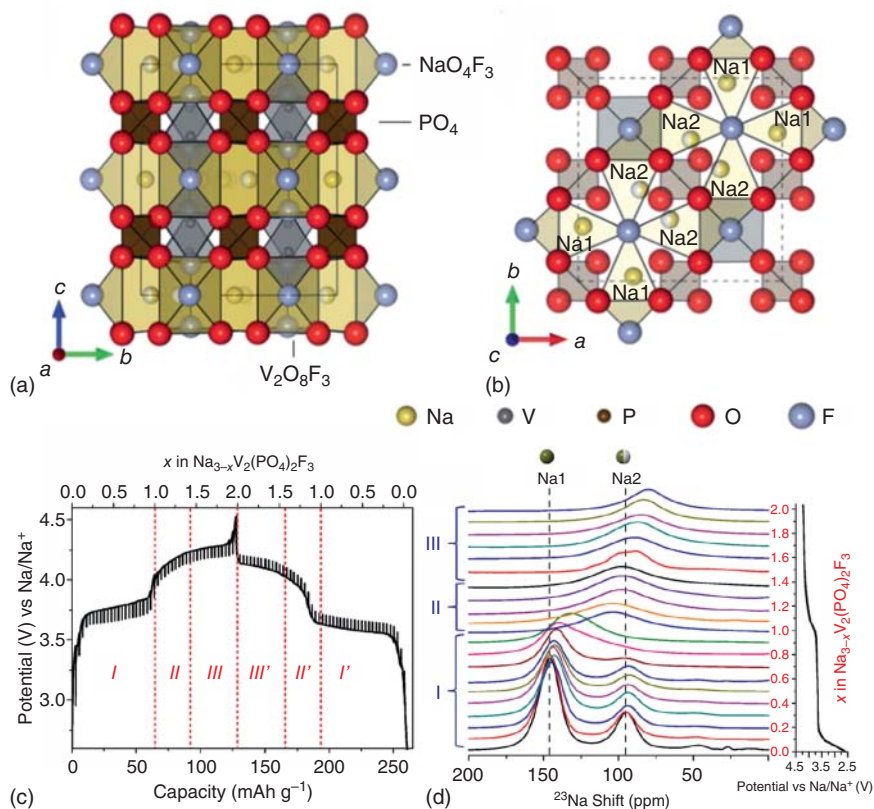 NaO4F3
PO4
V2O8F3
c
a
b
(a)
Na1
Na2
Na1
Na2
Na2
Na1
Na2
Na1
b
c
a
(b)
Na
V
P
O
F
x in Na3–xV2(PO4)2F3
0.0 0.5 1.0 1.5 2.0 1.5 1.0 0.5 0.0
Potential (V) vs Na/Na+
4.5
4.0
3.5
3.0
I II III III' II' I'
0 50 100 150 200 250
Capacity (mAh g−1)
(c)
Na1 Na2
III
II
I
2.0
1.8
1.6
1.4
1.2
1.0
0.8
0.6
0.4
0.2
0.0
x in Na3–xV2(PO4)2F3
200 150 100 50 0
23Na Shift (ppm)
4.5 3.5 2.5
Potential vs Na/Na+ (V)
(d)